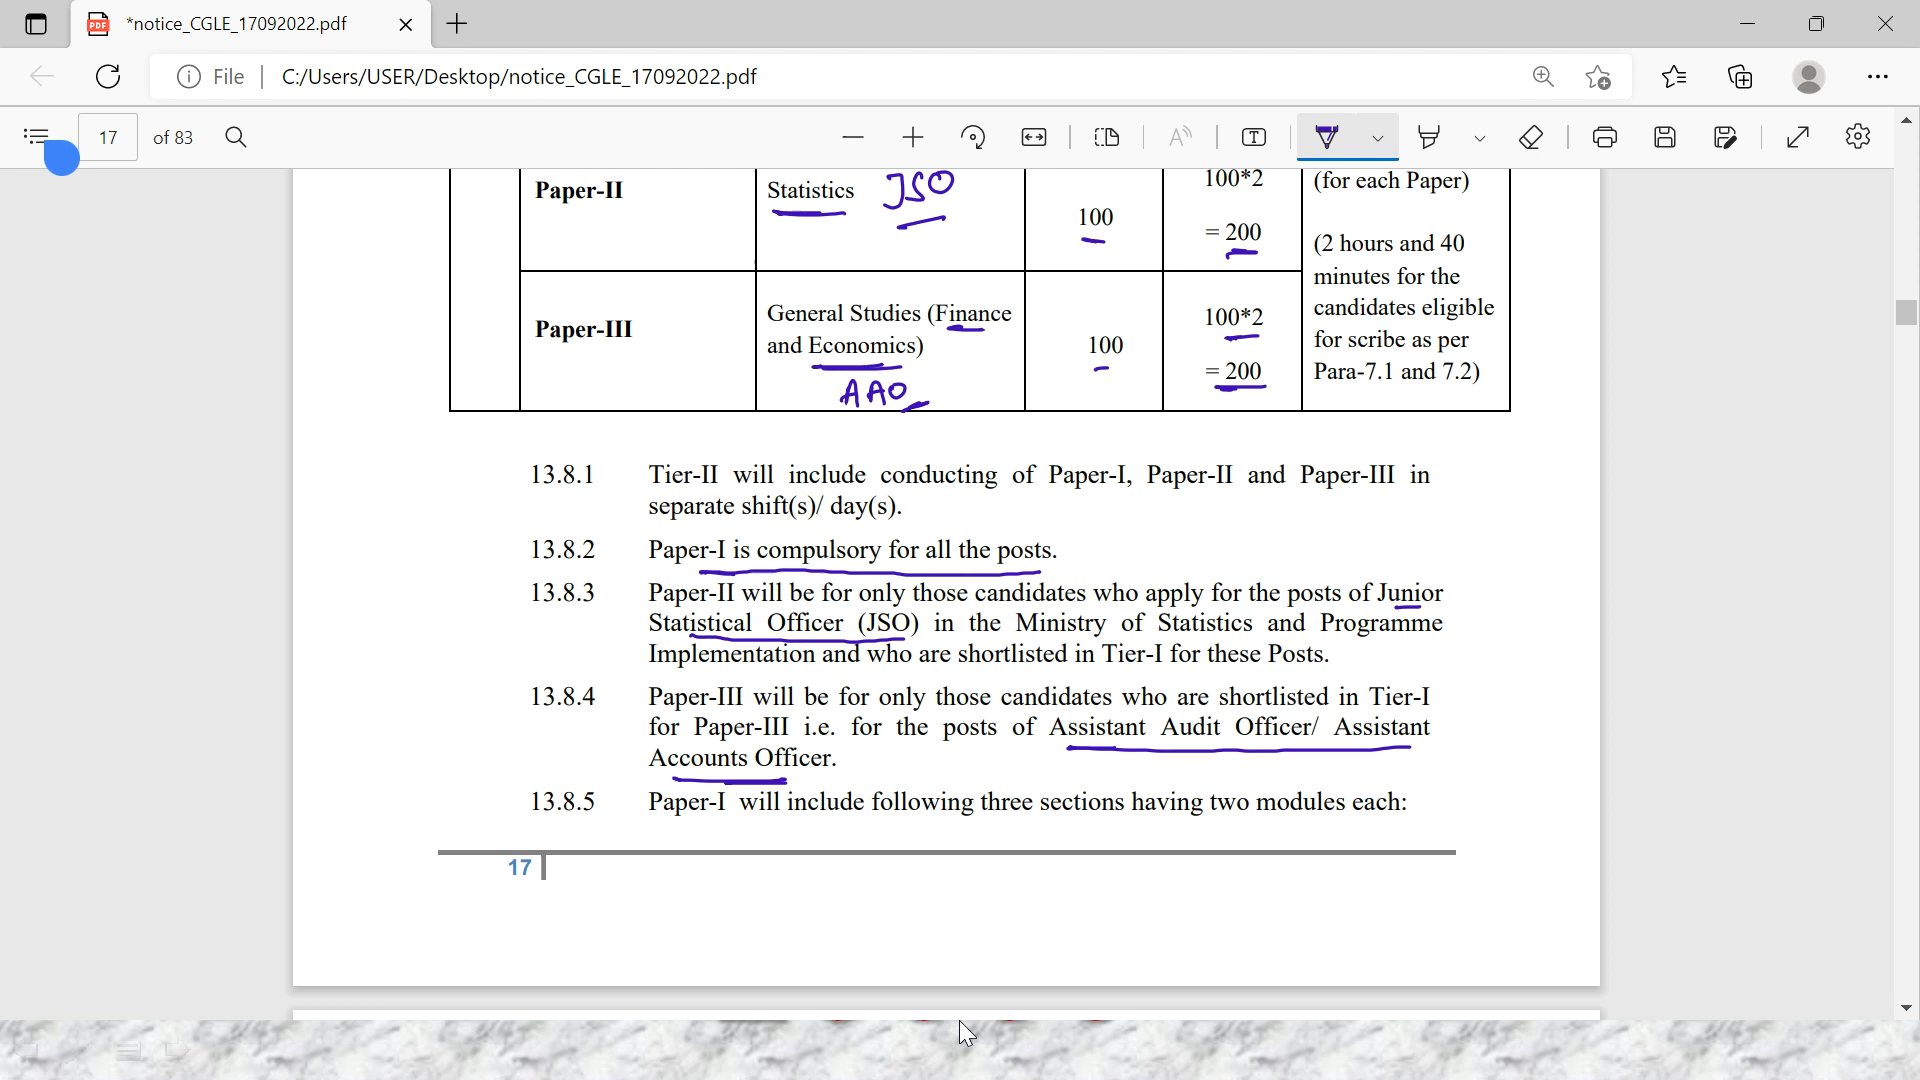 *notice_CGLE_17092022.pdf
File
C:/Users/USER/Desktop/notice_CGLE_17092022.pdf
17 of 83
Paper-II
Statistics JSO
100
100*2
= 200
(for each Paper)
(2 hours and 40
minutes for the
candidates eligible
for scribe as per
Para-7.1 and 7.2)
Paper-III
General Studies (Finance
and Economics)
AAO
100
100*2
= 200
13.8.1 Tier-II will include conducting of Paper-I, Paper-II and Paper-III in
separate shift(s)/ day(s).
13.8.2 Paper-I is compulsory for all the posts.
13.8.3 Paper-II will be for only those candidates who apply for the posts of Junior
Statistical Officer (JSO) in the Ministry of Statistics and Programme
Implementation and who are shortlisted in Tier-I for these Posts.
13.8.4 Paper-III will be for only those candidates who are shortlisted in Tier-I
for Paper-III i.e. for the posts of Assistant Audit Officer/ Assistant
Accounts Officer.
13.8.5 Paper-I will include following three sections having two modules each:
17